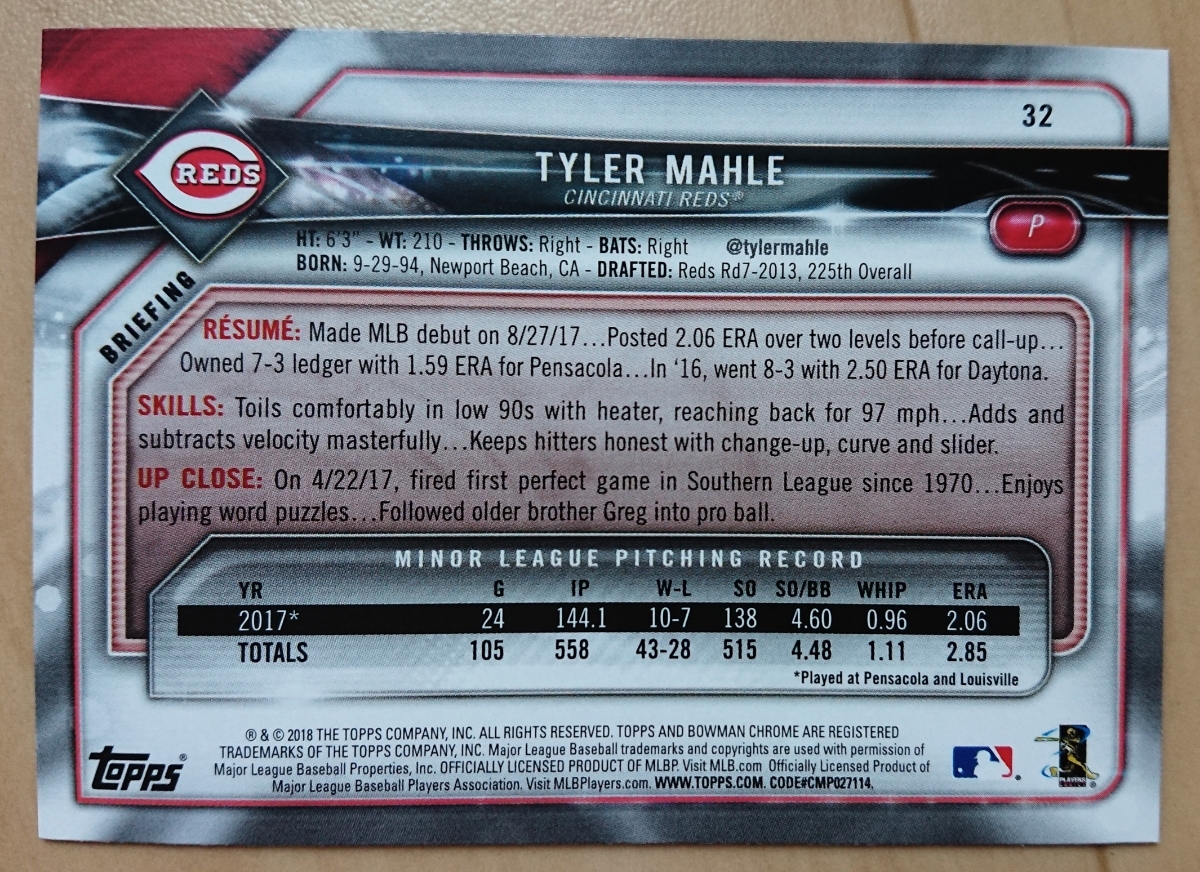 32
REDS
TYLER MAHLE
CINCINNATI REDS®
P
HT: 6'3" - WT: 210 - THROWS: Right - BATS: Right @tylermahle
BORN: 9-29-94, Newport Beach, CA - DRAFTED: Reds Rd7-2013, 225th Overall
BRIEFING
RÉSUMÉ: Made MLB debut on 8/27/17...Posted 2.06 ERA over two levels before call-up...
Owned 7-3 ledger with 1.59 ERA for Pensacola...In '16, went 8-3 with 2.50 ERA for Daytona.
SKILLS: Toils comfortably in low 90s with heater, reaching back for 97 mph...Adds and
subtracts velocity masterfully...Keeps hitters honest with change-up, curve and slider.
UP CLOSE: On 4/22/17, fired first perfect game in Southern League since 1970...Enjoys
playing word puzzles...Followed older brother Greg into pro ball.
MINOR LEAGUE PITCHING RECORD
YR G IP W-L SO SO/BB WHIP ERA
2017* 24 144.1 10-7 138 4.60 0.96 2.06
TOTALS 105 558 43-28 515 4.48 1.11 2.85
*Played at Pensacola and Louisville
® & © 2018 THE TOPPS COMPANY, INC. ALL RIGHTS RESERVED. TOPPS AND BOWMAN CHROME ARE REGISTERED
TRADEMARKS OF THE TOPPS COMPANY, INC. Major League Baseball trademarks and copyrights are used with permission of
Major League Baseball Properties, Inc. OFFICIALLY LICENSED PRODUCT OF MLBP. Visit MLB.com Officially Licensed Product of
Major League Baseball Players Association. Visit MLBPlayers.com. WWW.TOPPS.COM. CODE#CMP027114.
topps®
PLAYERS